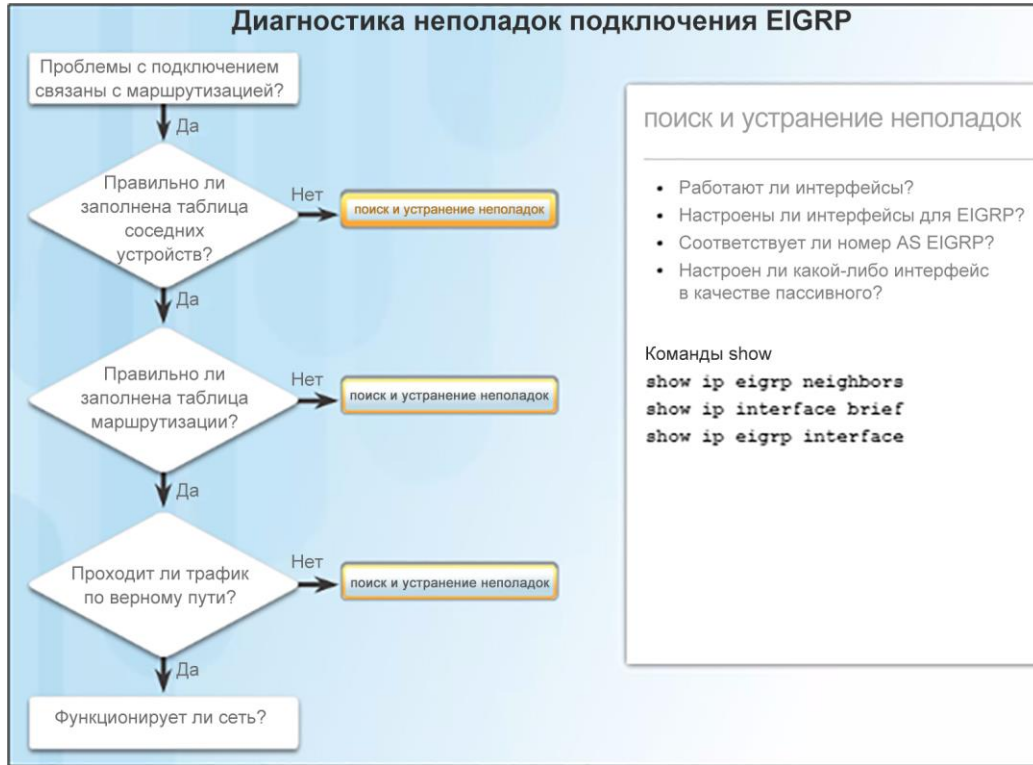 Диагностика неполадок подключения EIGRP
Проблемы с подключением
связаны с маршрутизацией?
Да
Правильно ли
заполнена таблица
соседних
устройств?
Нет
поиск и устранение неполадок
Да
Правильно ли
заполнена таблица
маршрутизации?
Нет
поиск и устранение неполадок
Да
Проходит ли трафик
по верному пути?
Нет
поиск и устранение неполадок
Да
Функционирует ли сеть?
поиск и устранение неполадок
• Работают ли интерфейсы?
• Настроены ли интерфейсы для EIGRP?
• Соответствует ли номер AS EIGRP?
• Настроен ли какой-либо интерфейс
в качестве пассивного?
Команды show
show ip eigrp neighbors
show ip interface brief
show ip eigrp interface